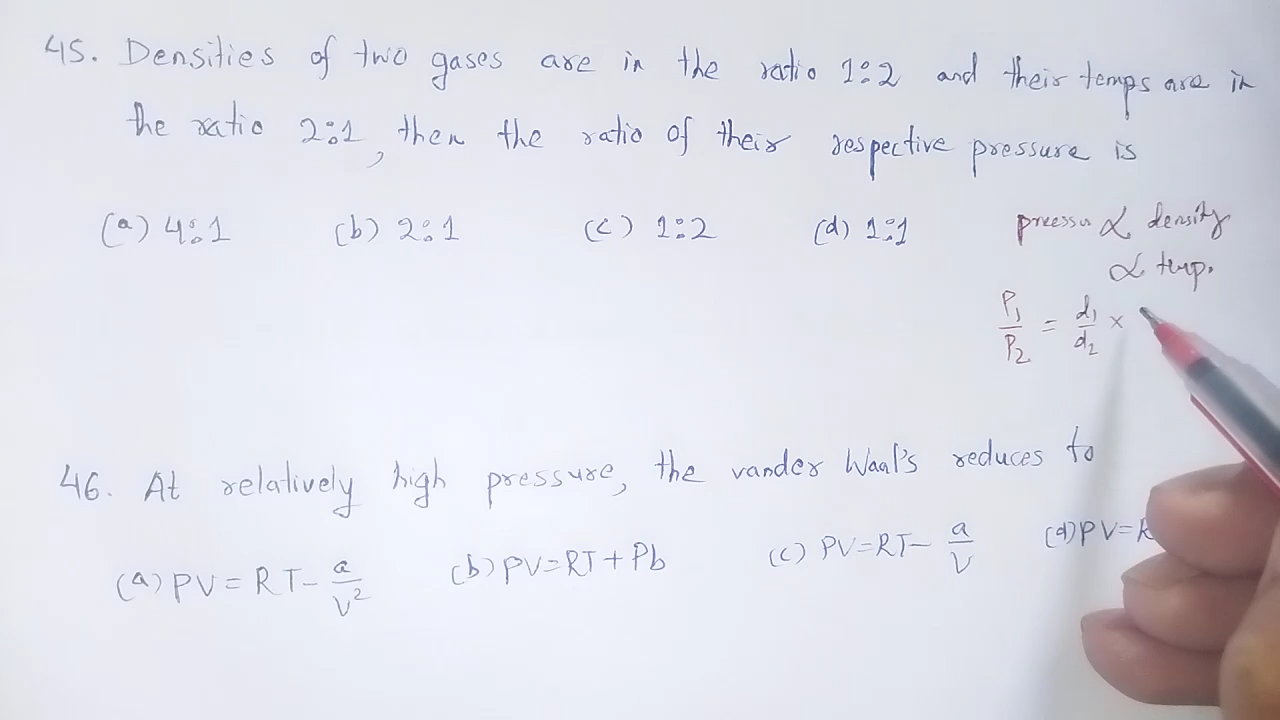 45. Densities of two gases are in the ratio 1:2 and their temps are in
the ratio 2:1, then the ratio of their respective pressure is
(a) 4:1 (b) 2:1 (c) 1:2 (d) 1:1
∝ density
∝ temp.
P₁/P₂ = d₁/d₂ ×
46. At relatively high pressure, the vander Waal's reduces to
(a) PV = RT - a/V² (b) PV = RT + Pb (c) PV = RT - a/V (d) PV = R